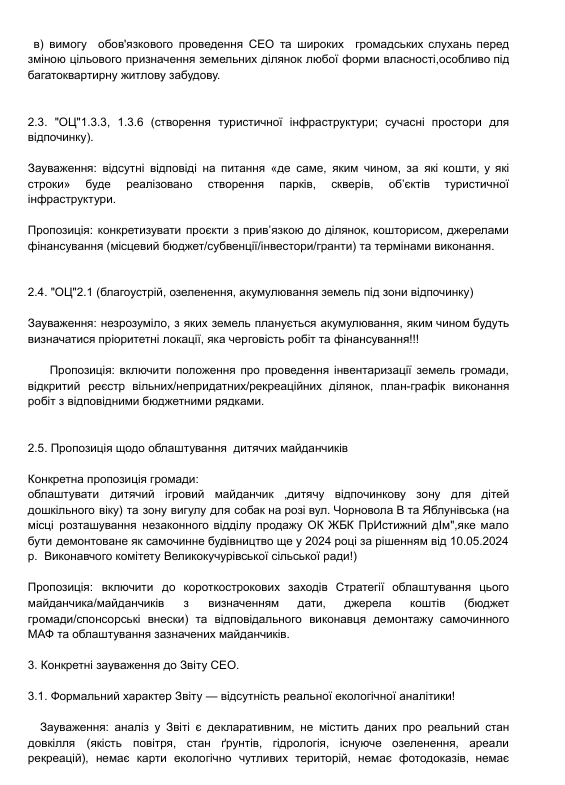 в) вимогу обов'язкового проведення СЕО та широких громадських слухань перед
зміною цільового призначення земельних ділянок любої форми власності,особливо під
багатоквартирну житлову забудову.
2.3. "ОЦ"1.3.3, 1.3.6 (створення туристичної інфраструктури; сучасні простори для
відпочинку).
Зауваження: відсутні відповіді на питання «де саме, яким чином, за які кошти, у які
строки» буде реалізовано створення парків, скверів, об’єктів туристичної
інфраструктури.
Пропозиція: конкретизувати проєкти з прив’язкою до ділянок, кошторисом, джерелами
фінансування (місцевий бюджет/субвенції/інвестори/гранти) та термінами виконання.
2.4. "ОЦ"2.1 (благоустрій, озеленення, акумулювання земель під зони відпочинку)
Зауваження: незрозуміло, з яких земель планується акумулювання, яким чином будуть
визначатися пріоритетні локації, яка черговість робіт та фінансування!!!
Пропозиція: включити положення про проведення інвентаризації земель громади,
відкритий реєстр вільних/непридатних/рекреаційних ділянок, план-графік виконання
робіт з відповідними бюджетними рядками.
2.5. Пропозиція щодо облаштування дитячих майданчиків
Конкретна пропозиція громади:
облаштувати дитячий ігровий майданчик ,дитячу відпочинкову зону для дітей
дошкільного віку) та зону вигулу для собак на розі вул. Чорновола В та Яблунівська (на
місці розташування незаконного відділу продажу ОК ЖБК ПрИстижний дІм",яке мало
бути демонтоване як самочинне будівництво ще у 2024 році за рішенням від 10.05.2024
р. Виконавчого комітету Великокучурівської сільської ради!)
Пропозиція: включити до короткострокових заходів Стратегії облаштування цього
майданчика/майданчиків з визначенням дати, джерела коштів (бюджет
громади/спонсорські внески) та відповідального виконавця демонтажу самочинного
МАФ та облаштування зазначених майданчиків.
3. Конкретні зауваження до Звіту СЕО.
3.1. Формальний характер Звіту — відсутність реальної екологічної аналітики!
Зауваження: аналіз у Звіті є декларативним, не містить даних про реальний стан
довкілля (якість повітря, стан ґрунтів, гідрологія, існуюче озеленення, ареали
рекреацій), немає карти екологічно чутливих територій, немає фотодоказів, немає